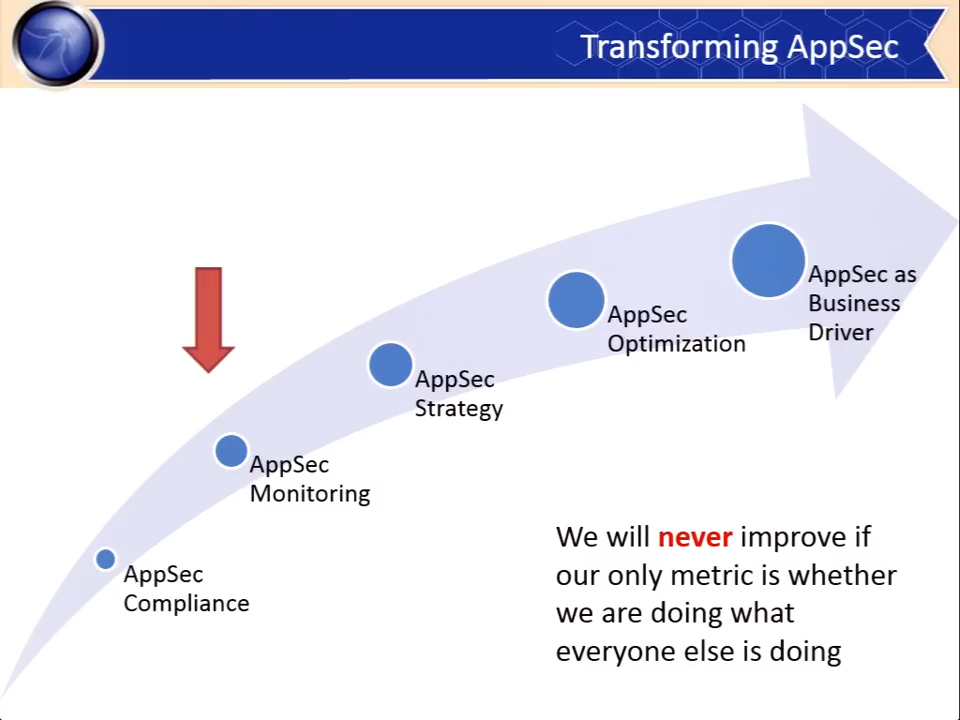 Transforming AppSec
AppSec as
Business
Driver
AppSec
Optimization
AppSec
Strategy
AppSec
Monitoring
AppSec
Compliance
We will never improve if
our only metric is whether
we are doing what
everyone else is doing